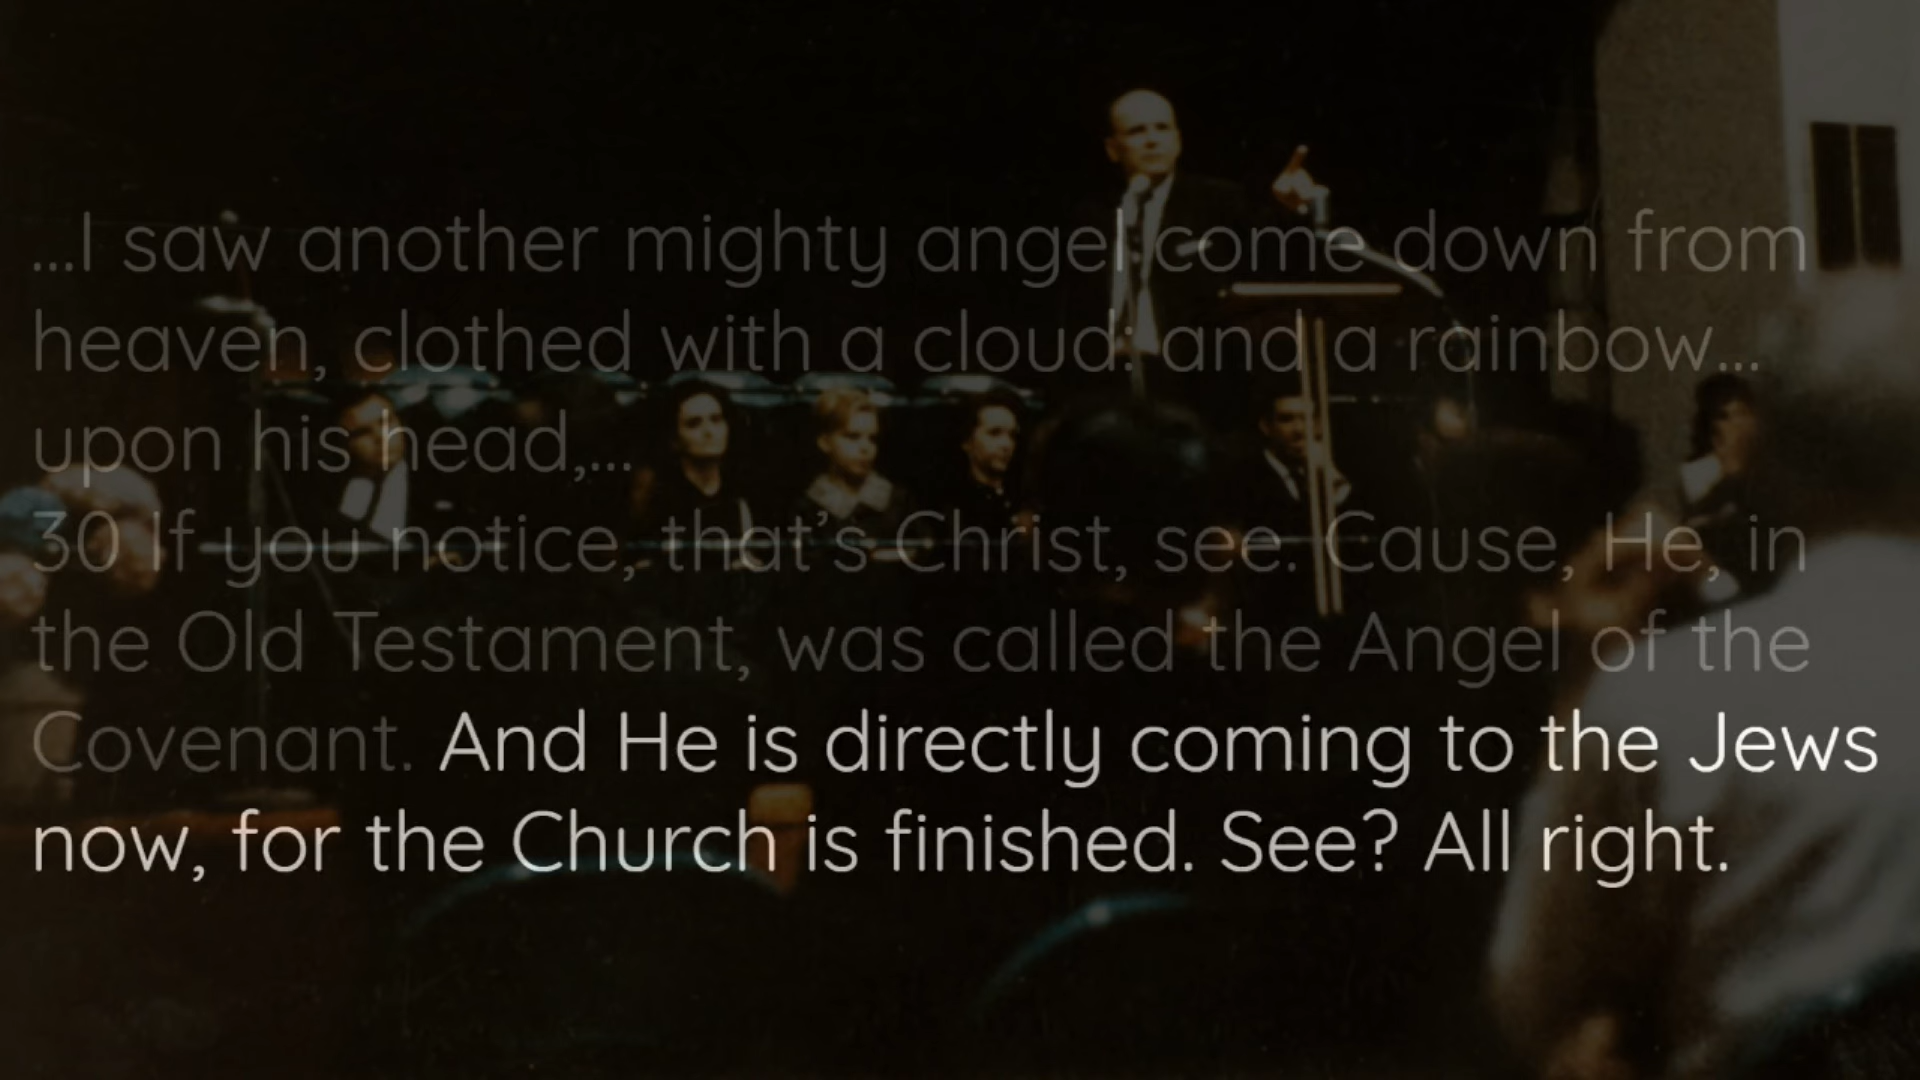 ...I saw another mighty angel come down from
heaven, clothed with a cloud: and a rainbow...
upon his head,...
30 If you notice, that's Christ, see. Cause, He, in
the Old Testament, was called the Angel of the
Covenant. And He is directly coming to the Jews
now, for the Church is finished. See? All right.